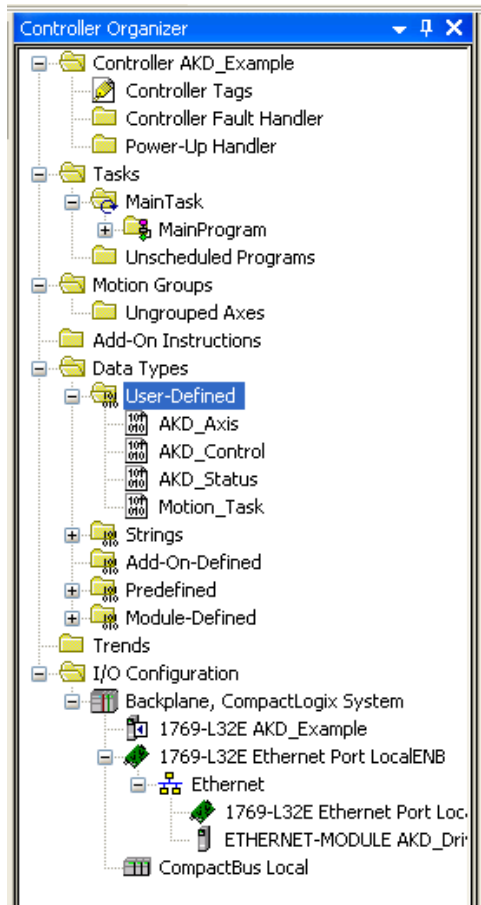 Controller Organizer
Controller AKD_Example
Controller Tags
Controller Fault Handler
Power-Up Handler
Tasks
MainTask
MainProgram
Unscheduled Programs
Motion Groups
Ungrouped Axes
Add-On Instructions
Data Types
User-Defined
AKD_Axis
AKD_Control
AKD_Status
Motion_Task
Strings
Add-On-Defined
Predefined
Module-Defined
Trends
I/O Configuration
Backplane, CompactLogix System
1769-L32E AKD_Example
1769-L32E Ethernet Port LocalENB
Ethernet
1769-L32E Ethernet Port Loc
ETHERNET-MODULE AKD_Dri
CompactBus Local